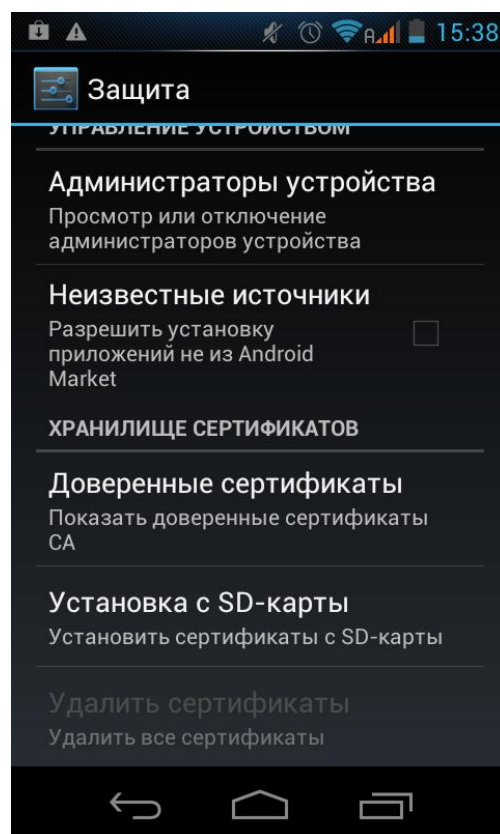 A 15:38
Защита
УПРАВЛЕНИЕ УСТРОЙСТВОМ
Администраторы устройства
Просмотр или отключение
администраторов устройства
Неизвестные источники
Разрешить установку
приложений не из Android
Market
ХРАНИЛИЩЕ СЕРТИФИКАТОВ
Доверенные сертификаты
Показать доверенные сертификаты
CA
Установка с SD-карты
Установить сертификаты с SD-карты
Удалить сертификаты
Удалить все сертификаты